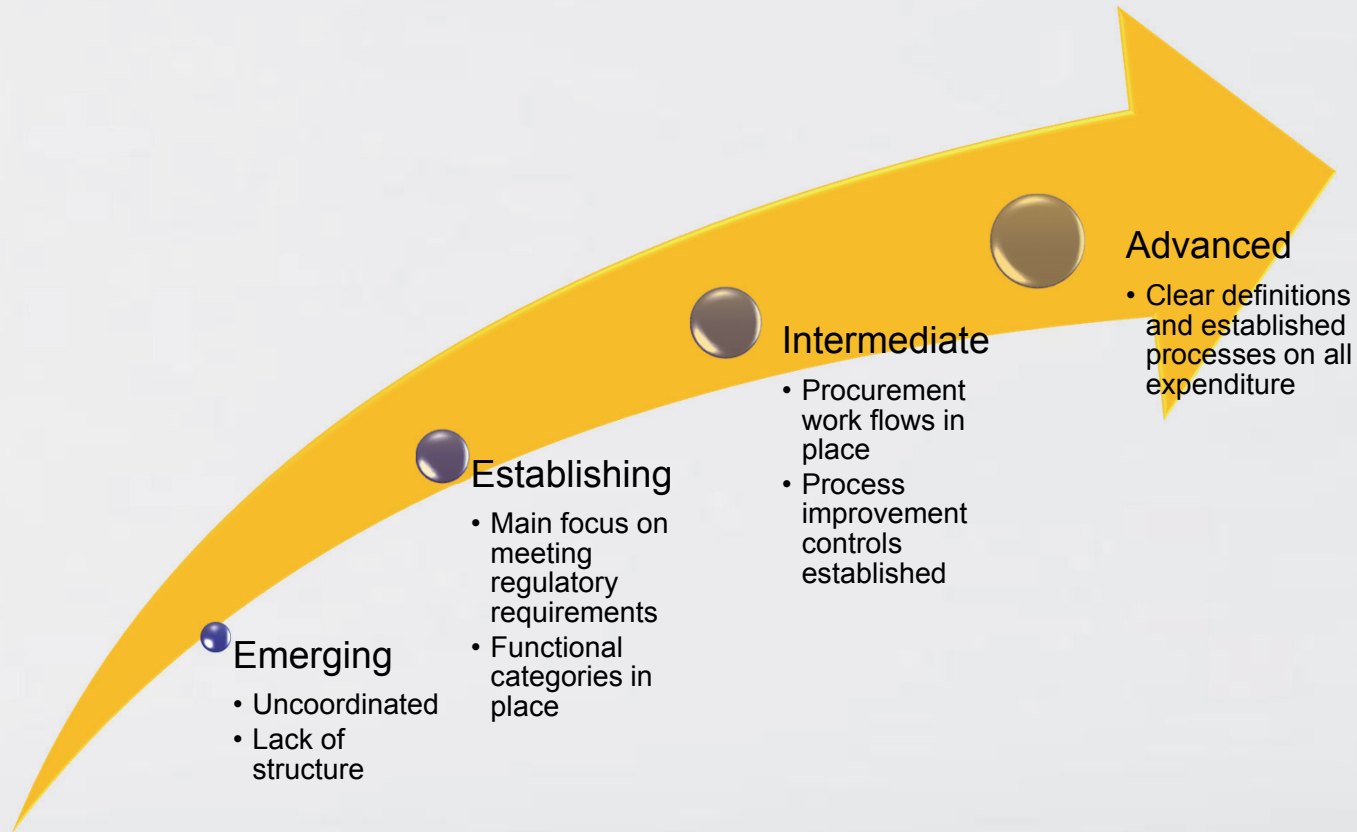 Emerging
• Uncoordinated
• Lack of
structure
Establishing
• Main focus on
meeting
regulatory
requirements
• Functional
categories in
place
Intermediate
• Procurement
work flows in
place
• Process
improvement
controls
established
Advanced
• Clear definitions
and established
processes on all
expenditure